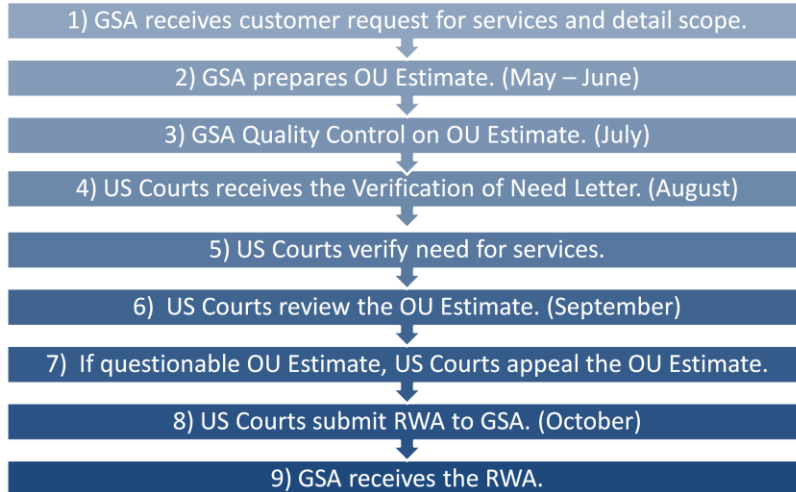 1) GSA receives customer request for services and detail scope.
2) GSA prepares OU Estimate. (May – June)
3) GSA Quality Control on OU Estimate. (July)
4) US Courts receives the Verification of Need Letter. (August)
5) US Courts verify need for services.
6) US Courts review the OU Estimate. (September)
7) If questionable OU Estimate, US Courts appeal the OU Estimate.
8) US Courts submit RWA to GSA. (October)
9) GSA receives the RWA.